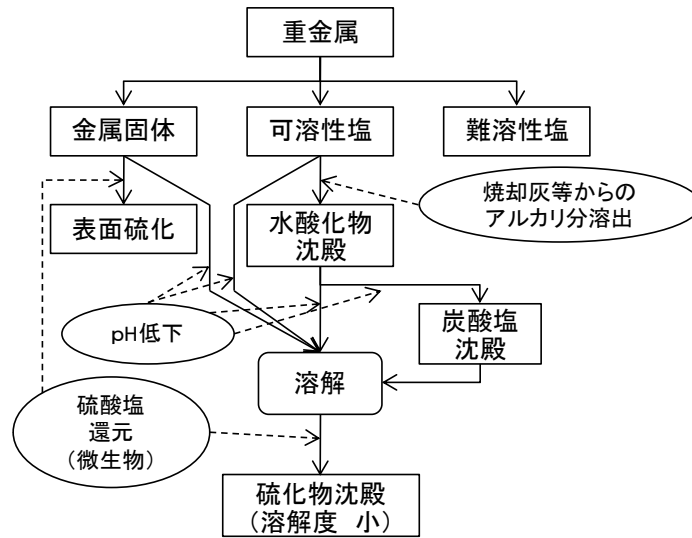 重金属
金属固体
可溶性塩
難溶性塩
表面硫化
水酸化物
沈殿
焼却灰等からの
アルカリ分溶出
pH低下
炭酸塩
沈殿
溶解
硫酸塩
還元
(微生物)
硫化物沈殿
(溶解度 小)